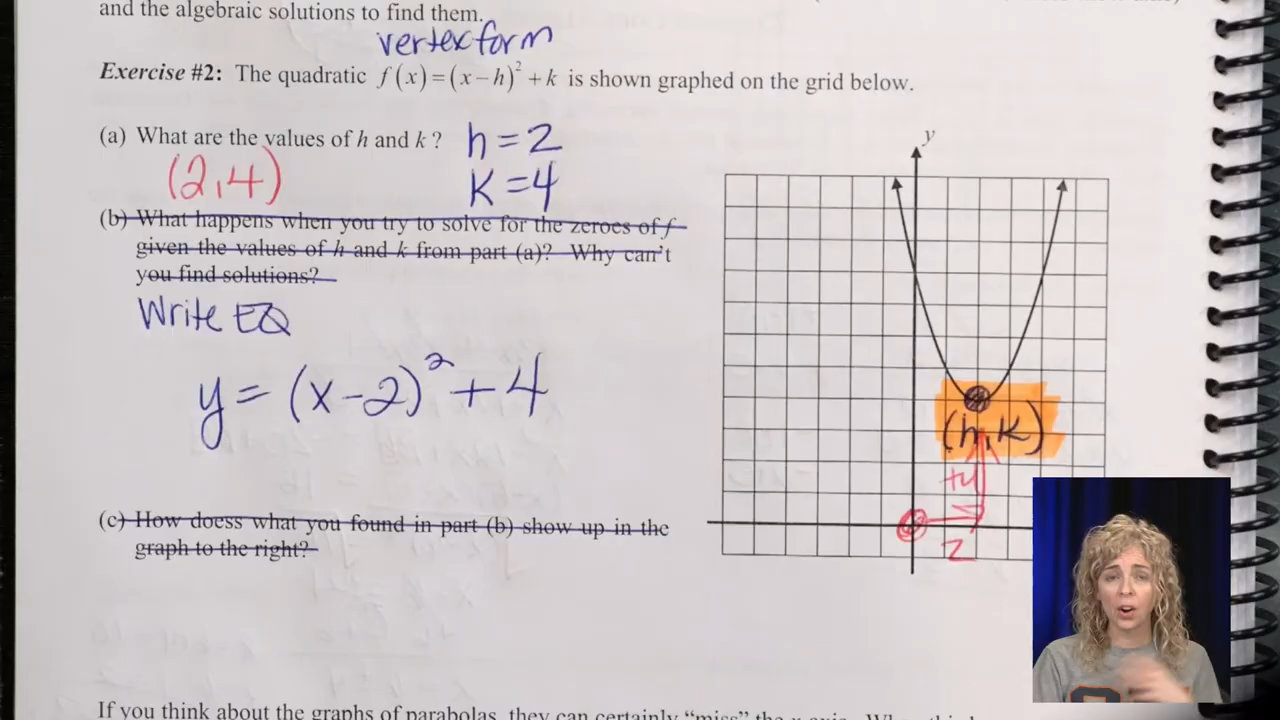 and the algebraic solutions to find them.
vertex form
Exercise #2: The quadratic f(x)=(x−h)²+k is shown graphed on the grid below.
(a) What are the values of h and k?
h=2
(2,4)
K=4
(b) What happens when you try to solve for the zeroes of f
given the values of h and k from part (a)? Why can't
you find solutions?
Write EQ
y=(x−2)²+4
(c) How doess what you found in part (b) show up in the
graph to the right?
y
(h,K)
+4
2
If you think about the graphs of parabolas, they can certainly “miss” the